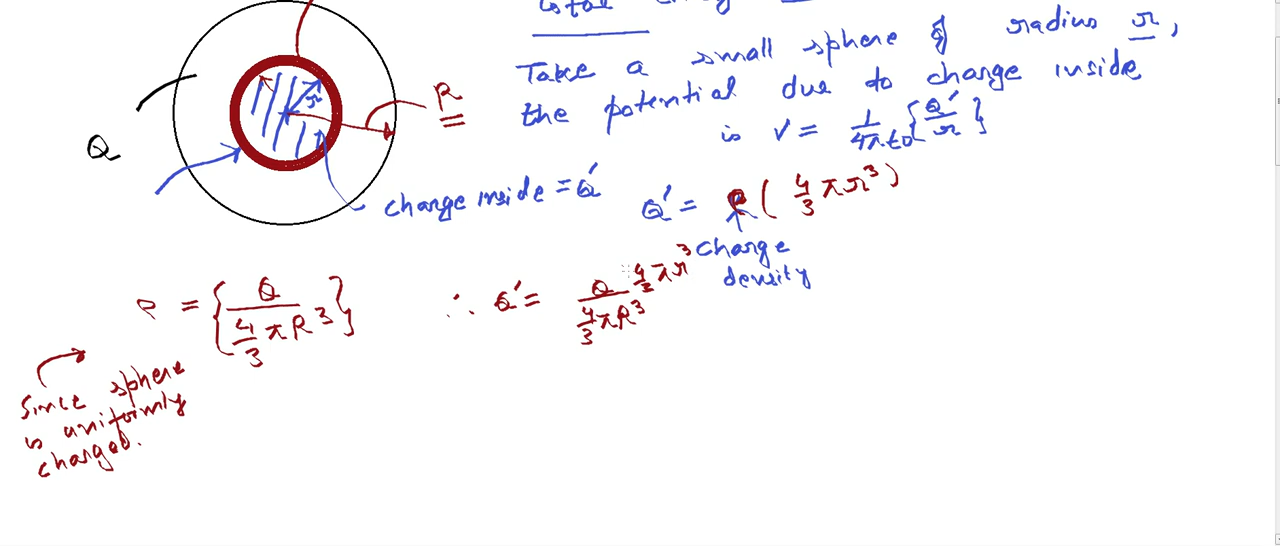 Take a small sphere of radius r,
the potential due to charge inside
is V = 1/4πε0 {Q'/r}
R
Q
charge inside = Q'
Q' = ρ ( 4/3 πr³ )
charge
density
ρ = { Q / 4/3 πR³ }
∴ Q' = Q / 4/3 πR³ 4/3 πr³
Since sphere
is uniformly
charged.